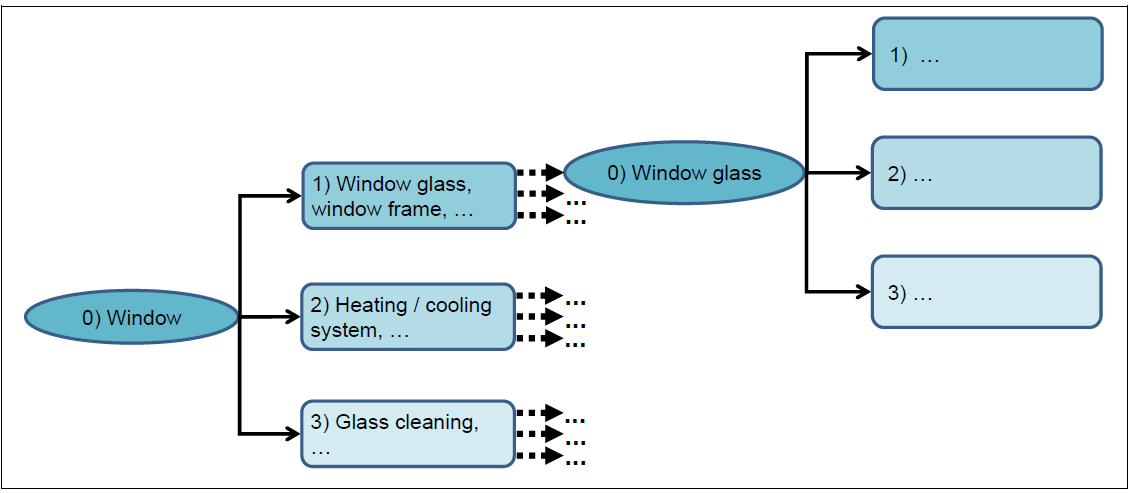 0) Window
1) Window glass,
window frame, …
2) Heating / cooling
system, …
3) Glass cleaning,
…
...
...
...
...
...
...
...
...
0) Window glass
1) …
2) …
3) …